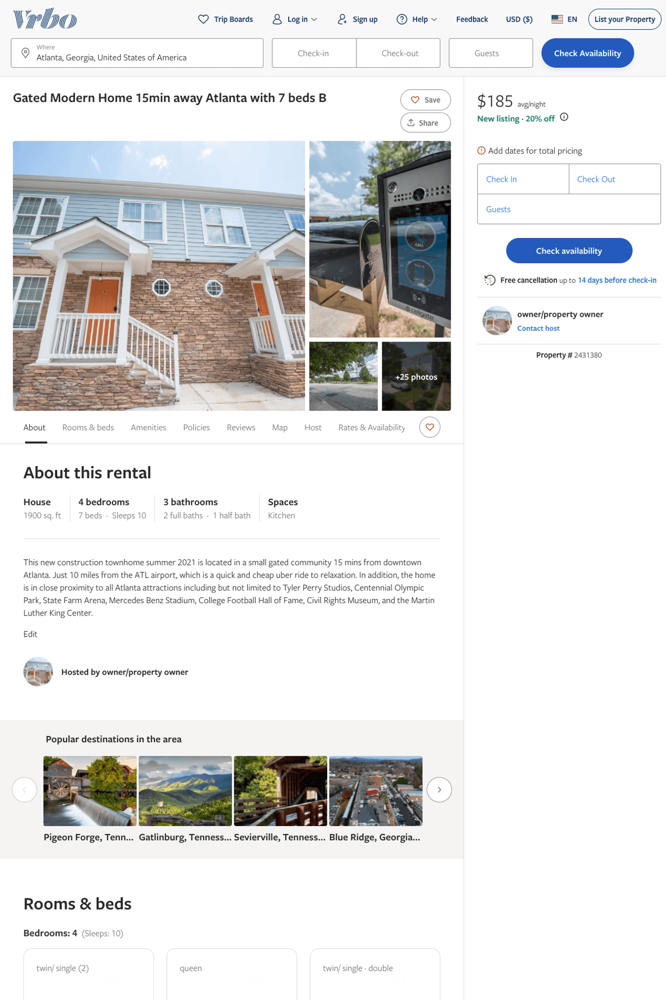 Vrbo
Trip Boards
Log in
Sign up
Help
Feedback
USD ($)
EN
List your Property
Where
Atlanta, Georgia, United States of America
Check-in
Check-out
Guests
Check Availability
Gated Modern Home 15min away Atlanta with 7 beds B
Save
Share
CALL
cellgate
+25 photos
$185 avg/night
New listing · 20% off
Add dates for total pricing
Check In
Check Out
Guests
Check availability
Free cancellation up to 14 days before check-in
owner/property owner
Contact host
Property # 2431380
About
Rooms & beds
Amenities
Policies
Reviews
Map
Host
Rates & Availability
About this rental
House
1900 sq. ft
4 bedrooms
7 beds · Sleeps 10
3 bathrooms
2 full baths · 1 half bath
Spaces
Kitchen
This new construction townhome summer 2021 is located in a small gated community 15 mins from downtown
Atlanta. Just 10 miles from the ATL airport, which is a quick and cheap uber ride to relaxation. In addition, the home
is in close proximity to all Atlanta attractions including but not limited to Tyler Perry Studios, Centennial Olympic
Park, State Farm Arena, Mercedes Benz Stadium, College Football Hall of Fame, Civil Rights Museum, and the Martin
Luther King Center.
Edit
Hosted by owner/property owner
Popular destinations in the area
Pigeon Forge, Tenn...
Gatlinburg, Tenness...
Sevierville, Tenness...
Blue Ridge, Georgia...
Rooms & beds
Bedrooms: 4 (Sleeps: 10)
twin/ single (2)
queen
twin/ single · double